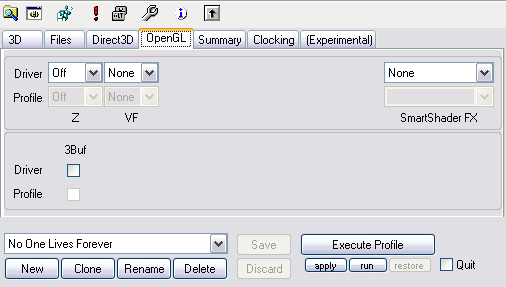 3D Files Direct3D OpenGL Summary Clocking (Experimental)
Driver Off None None
Profile Off None
Z VF SmartShader FX
3Buf
Driver
Profile
No One Lives Forever Save Execute Profile
New Clone Rename Delete Discard apply run restore Quit